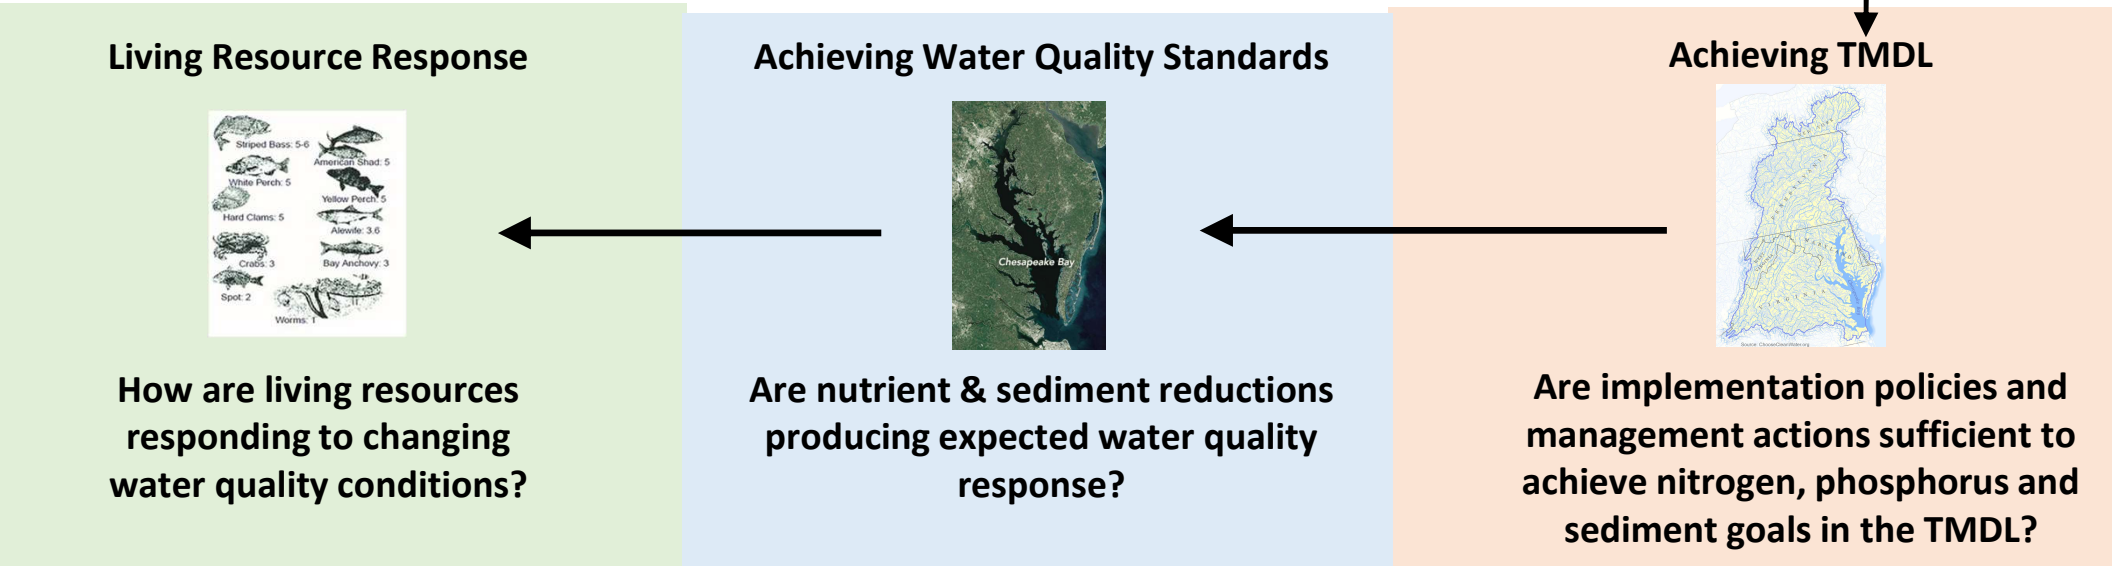 Living Resource Response
Striped Bass: 5-6
American Shad: 5
White Perch: 5
Yellow Perch: 5
Hard Clams: 5
Alewife: 3.6
Crabs: 3
Bay Anchovy: 3
Spot: 2
Worms: 1
How are living resources
responding to changing
water quality conditions?
Achieving Water Quality Standards
Chesapeake Bay
Are nutrient & sediment reductions
producing expected water quality
response?
Achieving TMDL
Source: ChooseCleanWater.org
Are implementation policies and
management actions sufficient to
achieve nitrogen, phosphorus and
sediment goals in the TMDL?